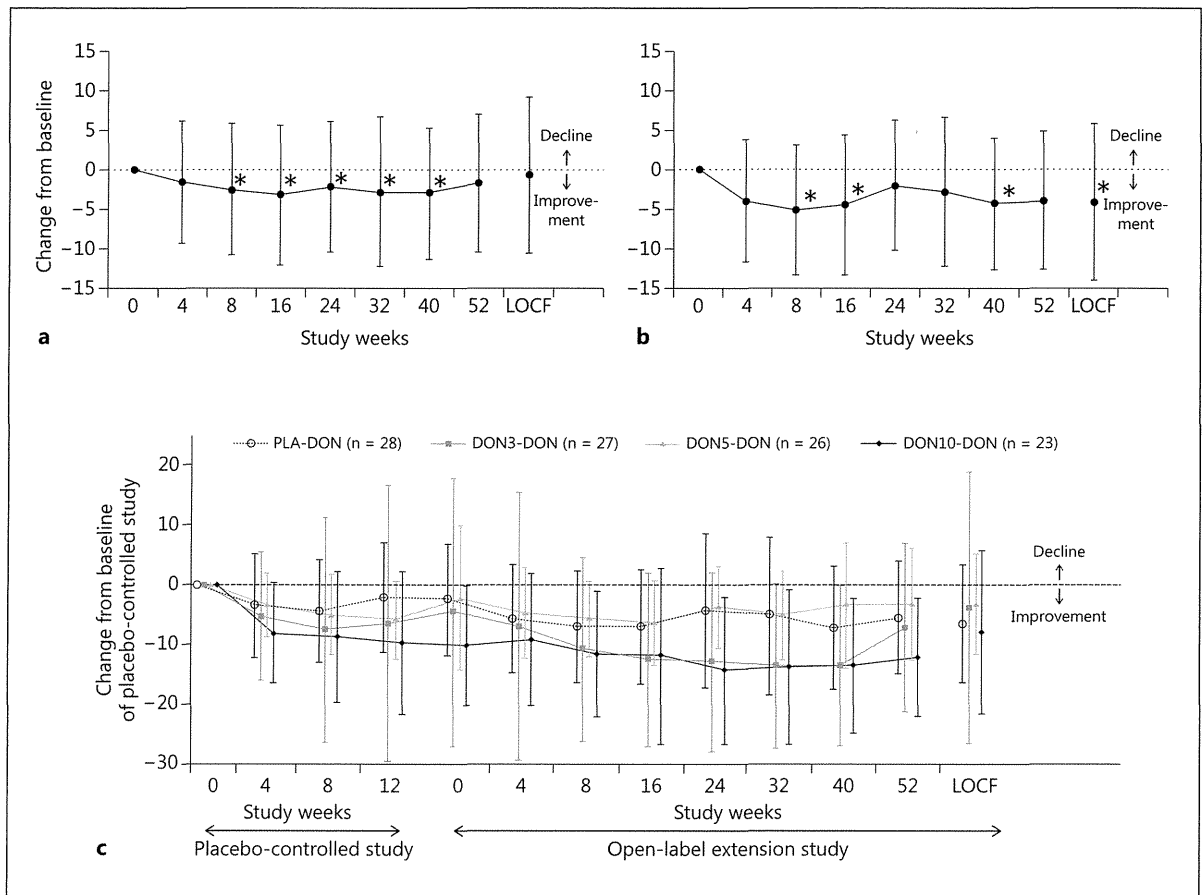 15
10
5
0
−5
−10
−15
Change from baseline
*
*
*
*
*
Decline
↑
↓
Improve-
ment
0 4 8 16 24 32 40 52 LOCF
Study weeks
a
15
10
5
0
−5
−10
−15
*
*
*
*
Decline
↑
↓
Improve-
ment
0 4 8 16 24 32 40 52 LOCF
Study weeks
b
PLA-DON (n = 28) DON3-DON (n = 27) DON5-DON (n = 26) DON10-DON (n = 23)
20
10
0
−10
−20
−30
Change from baseline
of placebo-controlled study
Decline
↑
↓
Improvement
0 4 8 12 0 4 8 16 24 32 40 52 LOCF
Study weeks Study weeks
Placebo-controlled study Open-label extension study
c